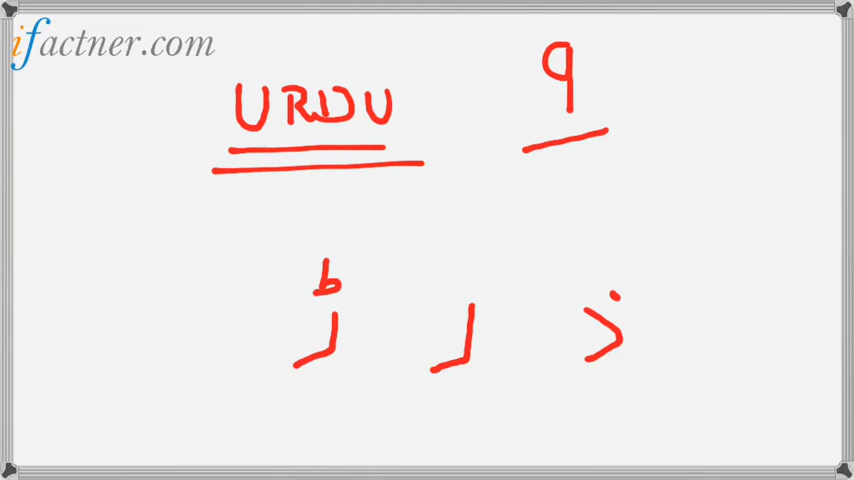 ifactner.com
URDU 9
ذ ر ڑ